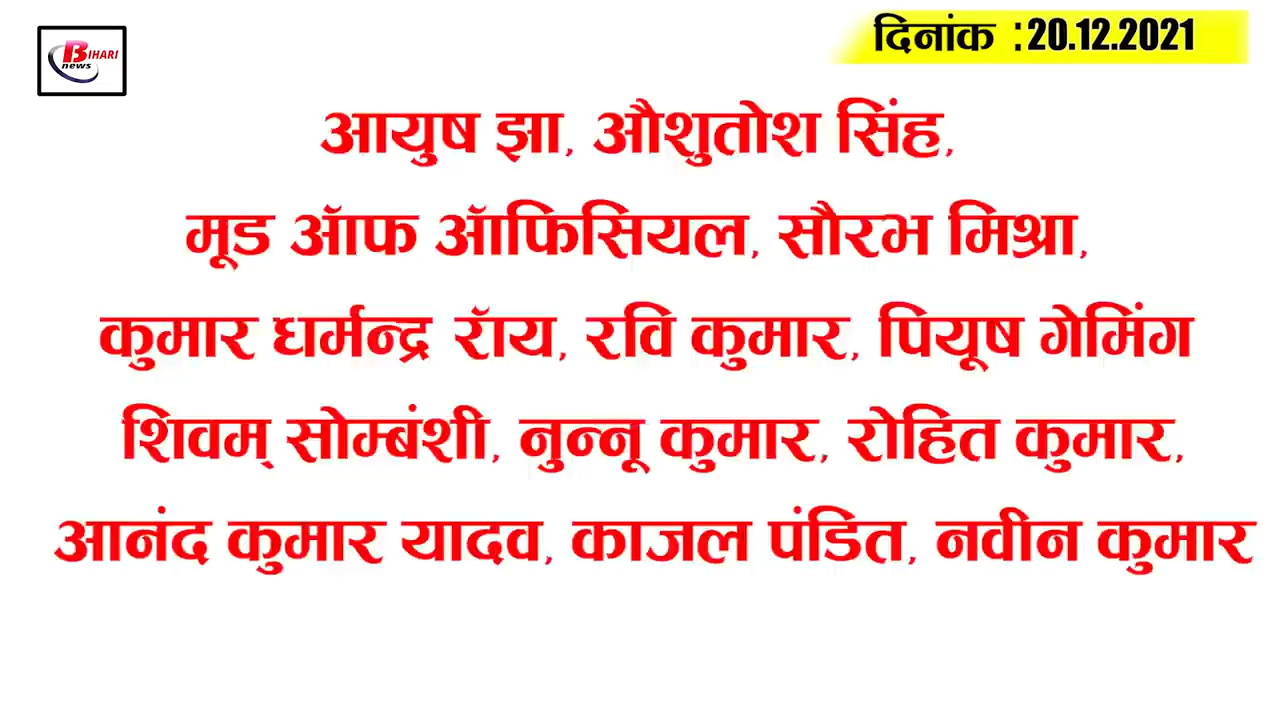 BIHARI
news
दिनांक :20.12.2021
आयुष झा, औशुतोश सिंह,
मूड ऑफ ऑफिसियल, सौरभ मिश्रा,
कुमार धर्मन्द्र रॉय, रवि कुमार, पियूष गेमिंग
शिवम् सोम्बंशी, नुन्नू कुमार, रोहित कुमार,
आनंद कुमार यादव, काजल पंडित, नवीन कुमार